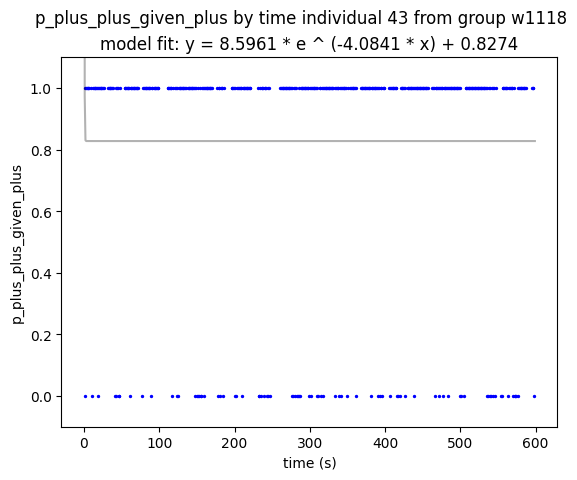 p_plus_plus_given_plus by time individual 43 from group w1118
model fit: y = 8.5961 * e ^ (-4.0841 * x) + 0.8274
1.0
0.8
0.6
0.4
0.2
0.0
p_plus_plus_given_plus
0 100 200 300 400 500 600
time (s)